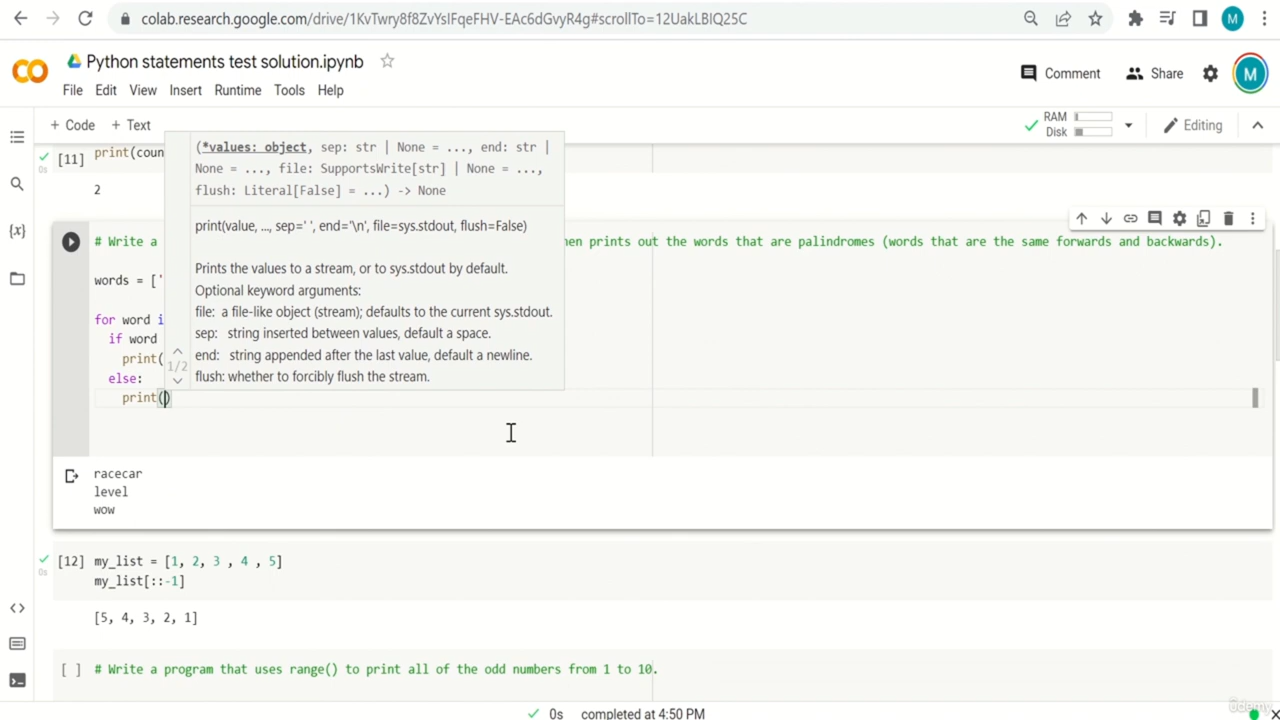 colab.research.google.com/drive/1KvTwry8f8ZvYsIFqeFHV-EAc6dGvyR4g#scrollTo=12UakLBIQ25C
M
CO
Python statements test solution.ipynb
File Edit View Insert Runtime Tools Help
Comment
Share
M
+ Code + Text
RAM
Disk
Editing
[11] print(coun
0s
2
(*values: object, sep: str | None = ..., end: str |
None = ..., file: SupportsWrite[str] | None = ...,
flush: Literal[False] = ...) -> None
print(value, ..., sep=' ', end='\n', file=sys.stdout, flush=False)
Prints the values to a stream, or to sys.stdout by default.
Optional keyword arguments:
file: a file-like object (stream); defaults to the current sys.stdout.
sep: string inserted between values, default a space.
end: string appended after the last value, default a newline.
flush: whether to forcibly flush the stream.
1/2
# Write a hen prints out the words that are palindromes (words that are the same forwards and backwards).
words = ['
for word i
if word
print(
else:
print()
racecar
level
wow
[12] my_list = [1, 2, 3 , 4 , 5]
0s
my_list[::-1]
[5, 4, 3, 2, 1]
[ ] # Write a program that uses range() to print all of the odd numbers from 1 to 10.
0s completed at 4:50 PM
Udemy